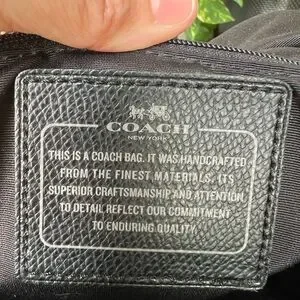 COACH
NEW YORK
THIS IS A COACH BAG. IT WAS HANDCRAFTED
FROM THE FINEST MATERIALS. ITS
SUPERIOR CRAFTSMANSHIP AND ATTENTION
TO DETAIL REFLECT OUR COMMITMENT
TO ENDURING QUALITY.